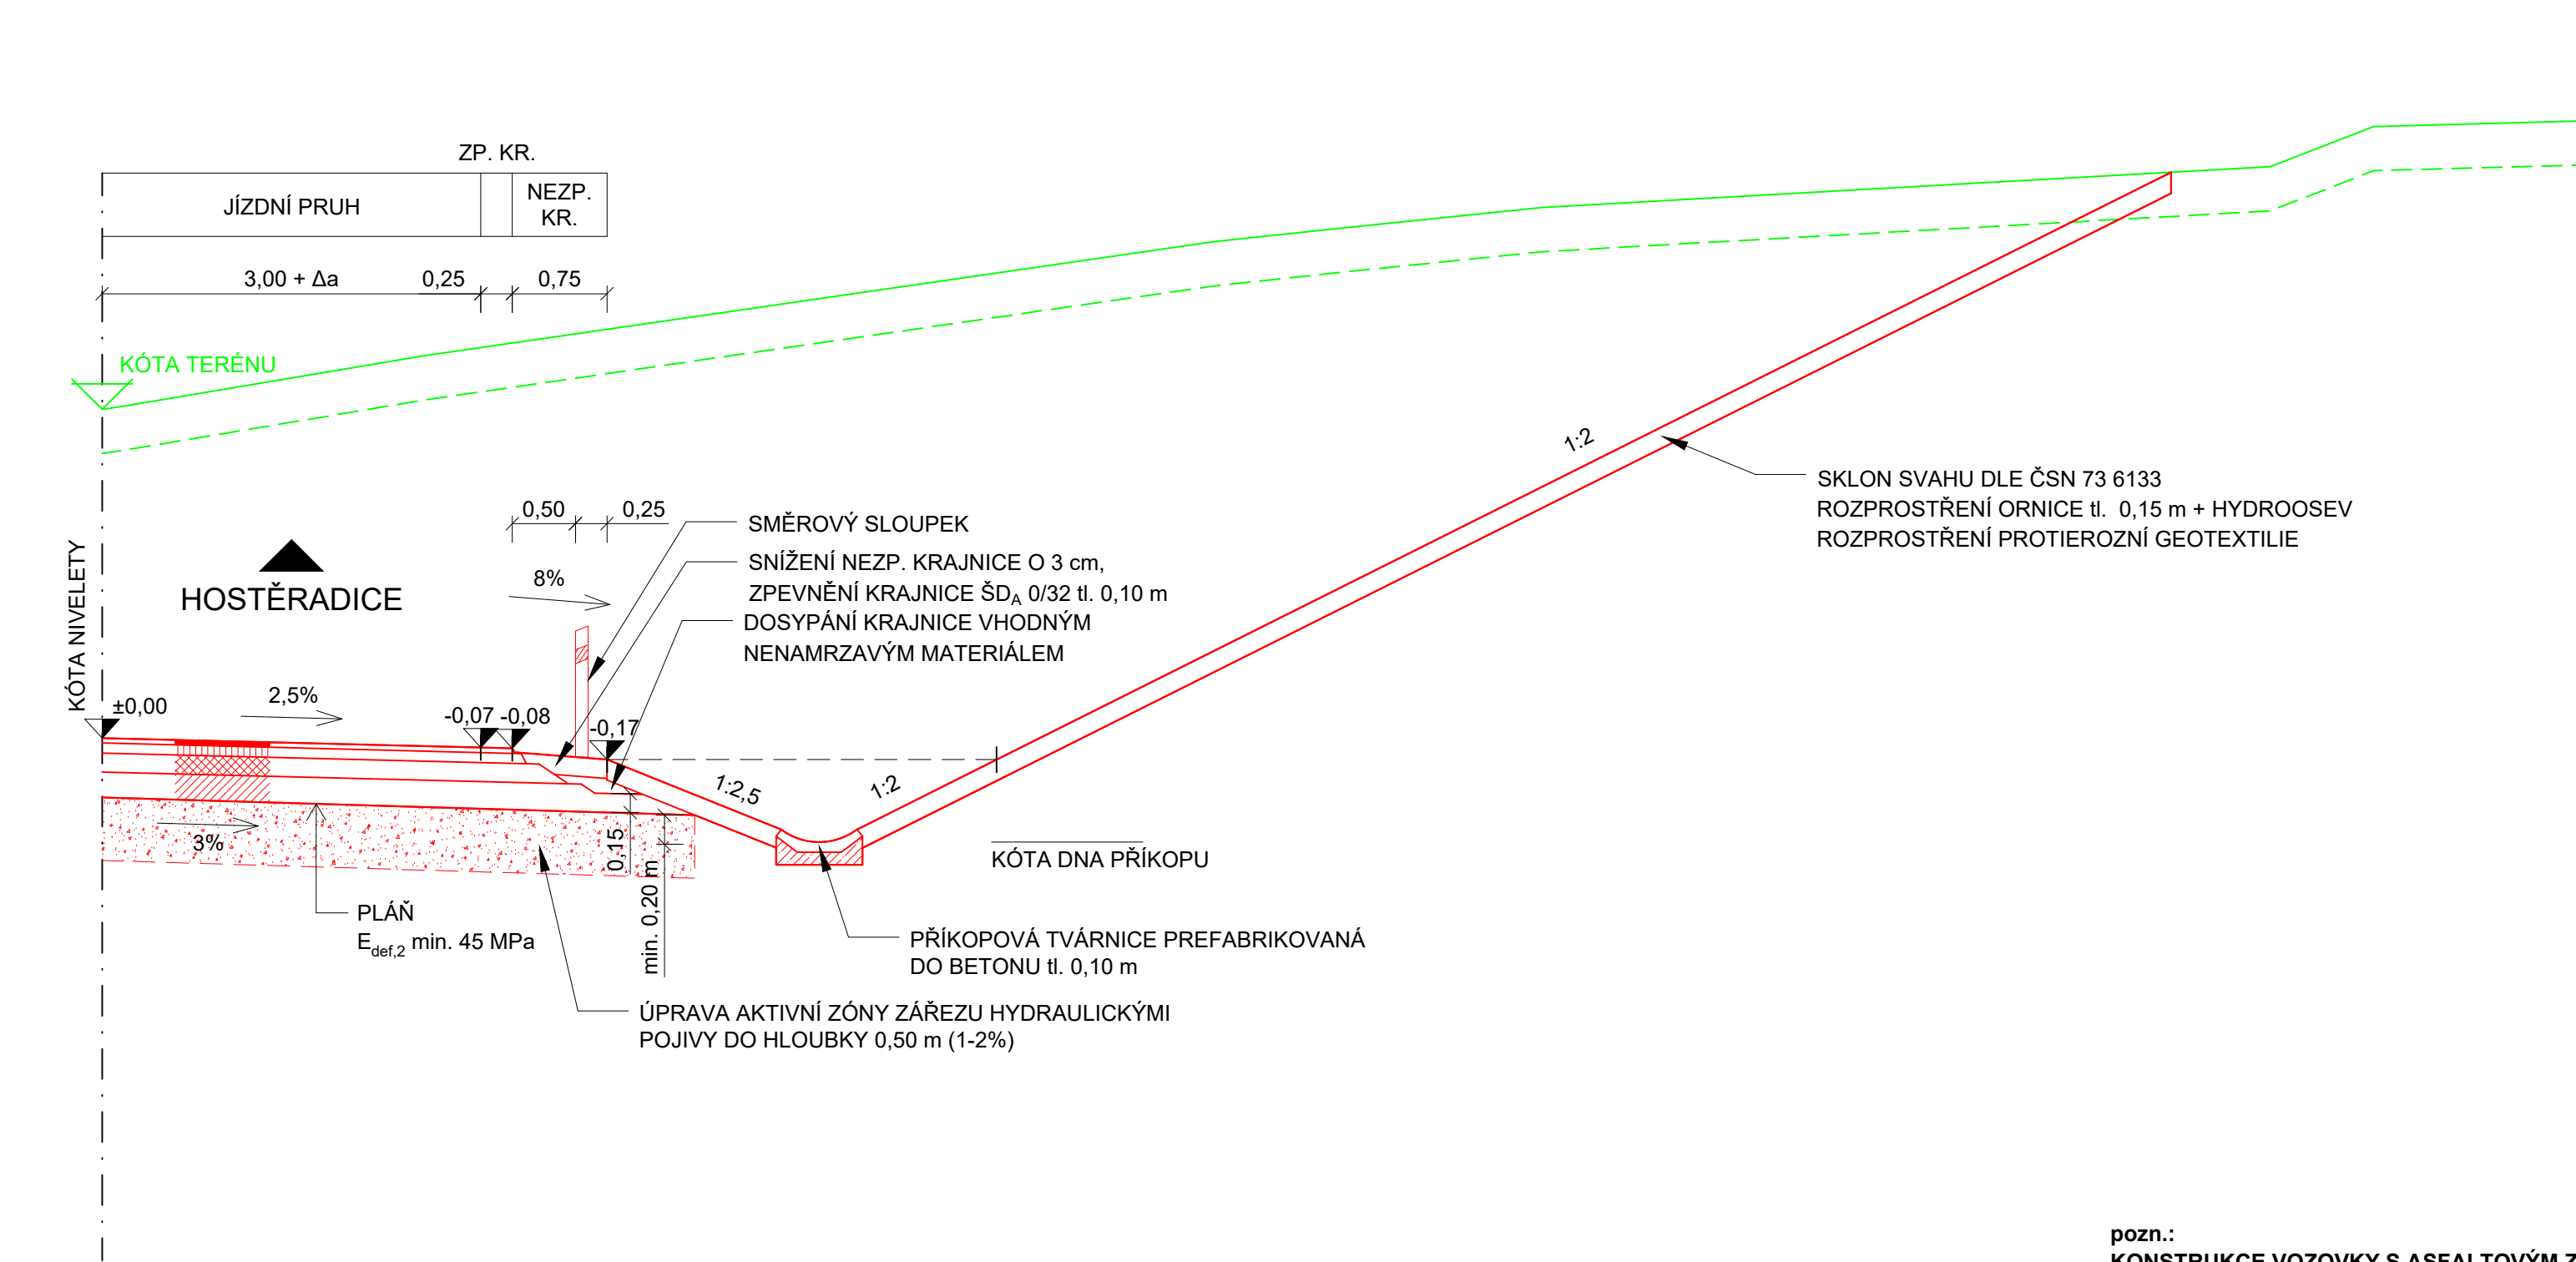 ZP. KR.
JÍZDNÍ PRUH
NEZP.
KR.
3,00 + Δa
0,25
0,75
KÓTA TERÉNU
1:2
SKLON SVAHU DLE ČSN 73 6133
ROZPROSTŘENÍ ORNICE tl. 0,15 m + HYDROOSEV
ROZPROSTŘENÍ PROTIEROZNÍ GEOTEXTILIE
0,50
0,25
SMĚROVÝ SLOUPEK
SNÍŽENÍ NEZP. KRAJNICE O 3 cm,
ZPEVNĚNÍ KRAJNICE ŠDA 0/32 tl. 0,10 m
DOSYPÁNÍ KRAJNICE VHODNÝM
NENAMRZAVÝM MATERIÁLEM
8%
HOSTĚRADICE
KÓTA NIVELETY
±0,00
2,5%
-0,07
-0,08
-0,17
1:2,5
1:2
3%
0,15
min. 0,20 m
KÓTA DNA PŘÍKOPU
PLÁŇ
Edef,2 min. 45 MPa
PŘÍKOPOVÁ TVÁRNICE PREFABRIKOVANÁ
DO BETONU tl. 0,10 m
ÚPRAVA AKTIVNÍ ZÓNY ZÁŘEZU HYDRAULICKÝMI
POJIVY DO HLOUBKY 0,50 m (1-2%)
pozn.:
KONSTRUKCE VOZOVKY S ASFALTOVÝM